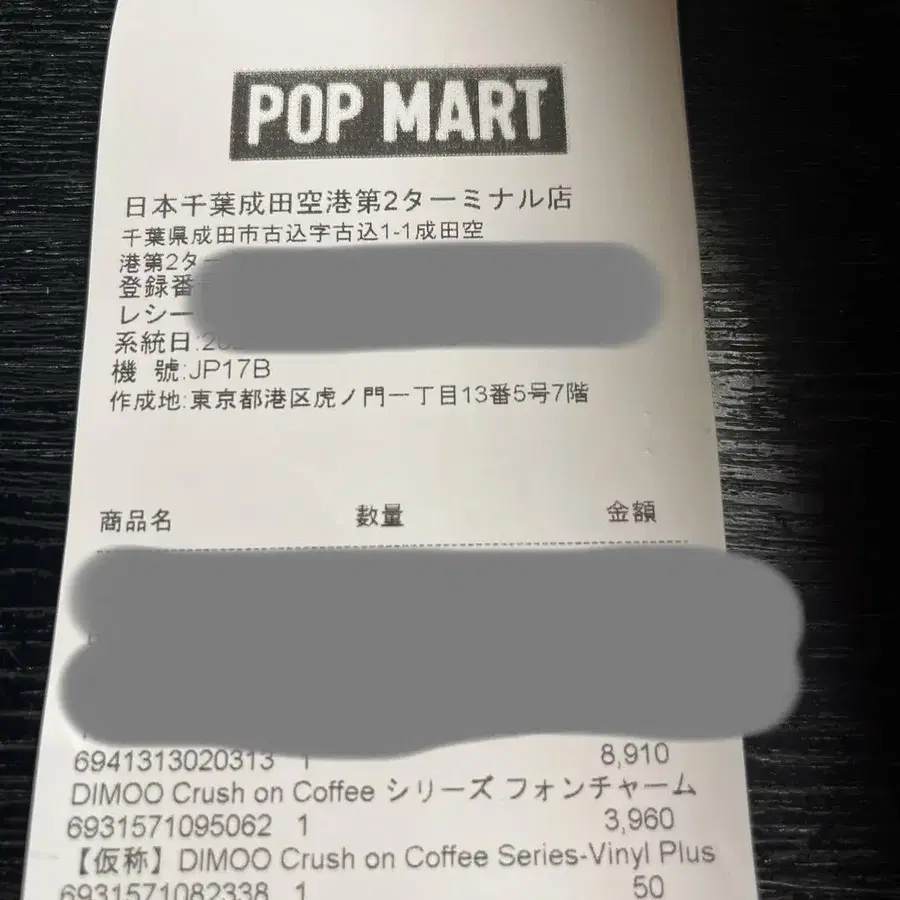 POP MART
日本千葉成田空港第2ターミナル店
千葉県成田市古込字古込1-1成田空
港第2タ
登録番
レシー
系統日:20
機 號:JP17B
作成地:東京都港区虎ノ門一丁目13番5号7階
商品名 數量 金額
6941313020313 1 8,910
DIMOO Crush on Coffee シリーズ フォンチャーム
6931571095062 1 3,960
【仮称】DIMOO Crush on Coffee Series-Vinyl Plus
6931571082338 1 50